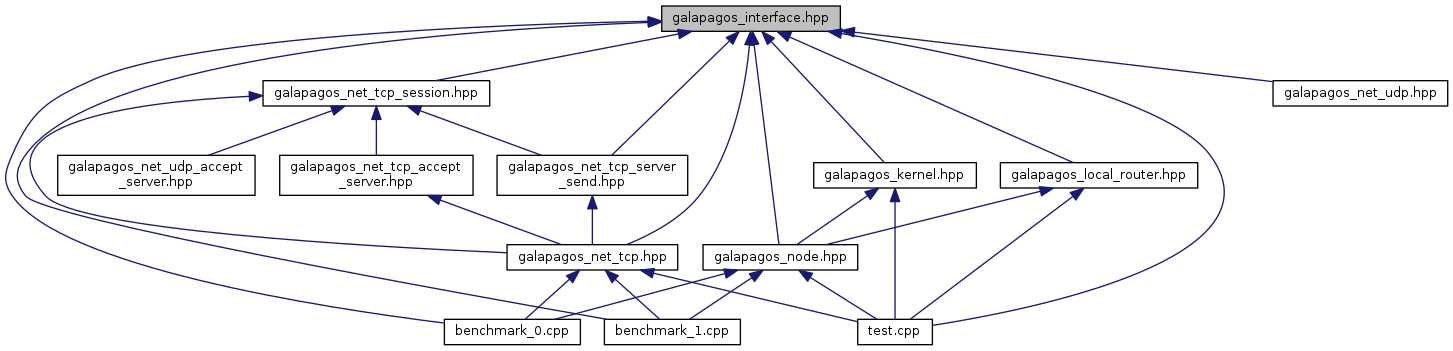 galapagos_interface.hpp
galapagos_net_tcp_session.hpp
galapagos_net_udp.hpp
galapagos_net_udp_accept
_server.hpp
galapagos_net_tcp_accept
_server.hpp
galapagos_net_tcp_server
_send.hpp
galapagos_kernel.hpp
galapagos_local_router.hpp
galapagos_net_tcp.hpp
galapagos_node.hpp
benchmark_0.cpp
benchmark_1.cpp
test.cpp